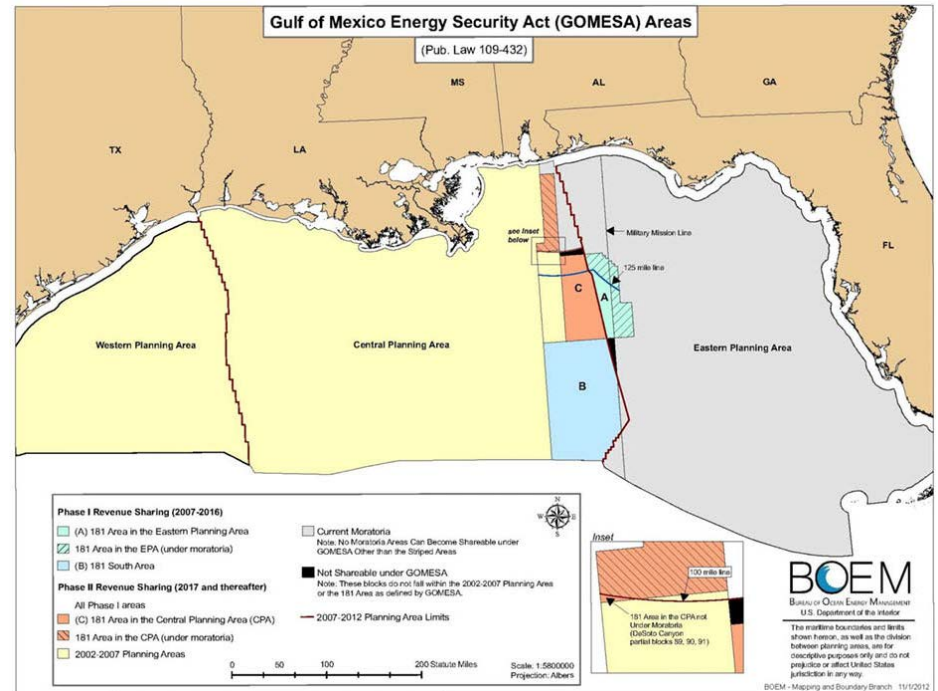 Gulf of Mexico Energy Security Act (GOMESA) Areas
(Pub. Law 109-432)
MS
AL
GA
TX
LA
FL
see Inset
below
Military Mission Line
125 mile line
C
A
Western Planning Area
Central Planning Area
Eastern Planning Area
B
Phase I Revenue Sharing (2007-2016)
(A) 181 Area in the Eastern Planning Area
181 Area in the EPA (under moratoria)
(B) 181 South Area
Phase II Revenue Sharing (2017 and thereafter)
All Phase I areas
(C) 181 Area in the Central Planning Area (CPA)
181 Area in the CPA (under moratoria)
2002-2007 Planning Areas
N
W E
S
Current Moratoria
Note: No Moratoria Areas Can Become Shareable under
GOMESA Other than the Striped Areas
Not Shareable under GOMESA
Note: These blocks do not fall within the 2002-2007 Planning Area
or the 181 Area as defined by GOMESA.
2007-2012 Planning Area Limits
0 50 100 200 Statute Miles
Scale: 1:5800000
Projection: Albers
Inset
100 mile line
181 Area in the CPA not
Under Moratoria
(DeSoto Canyon
partial blocks 59, 90, 91)
BOEM
BUREAU OF OCEAN ENERGY MANAGEMENT
U.S. Department of the Interior
The maritime boundaries and limits
shown hereon, as well as the division
between planning areas, are for
descriptive purposes only and do not
prejudice or affect United States
jurisdiction in any way.
BOEM - Mapping and Boundary Branch 11/1/2012